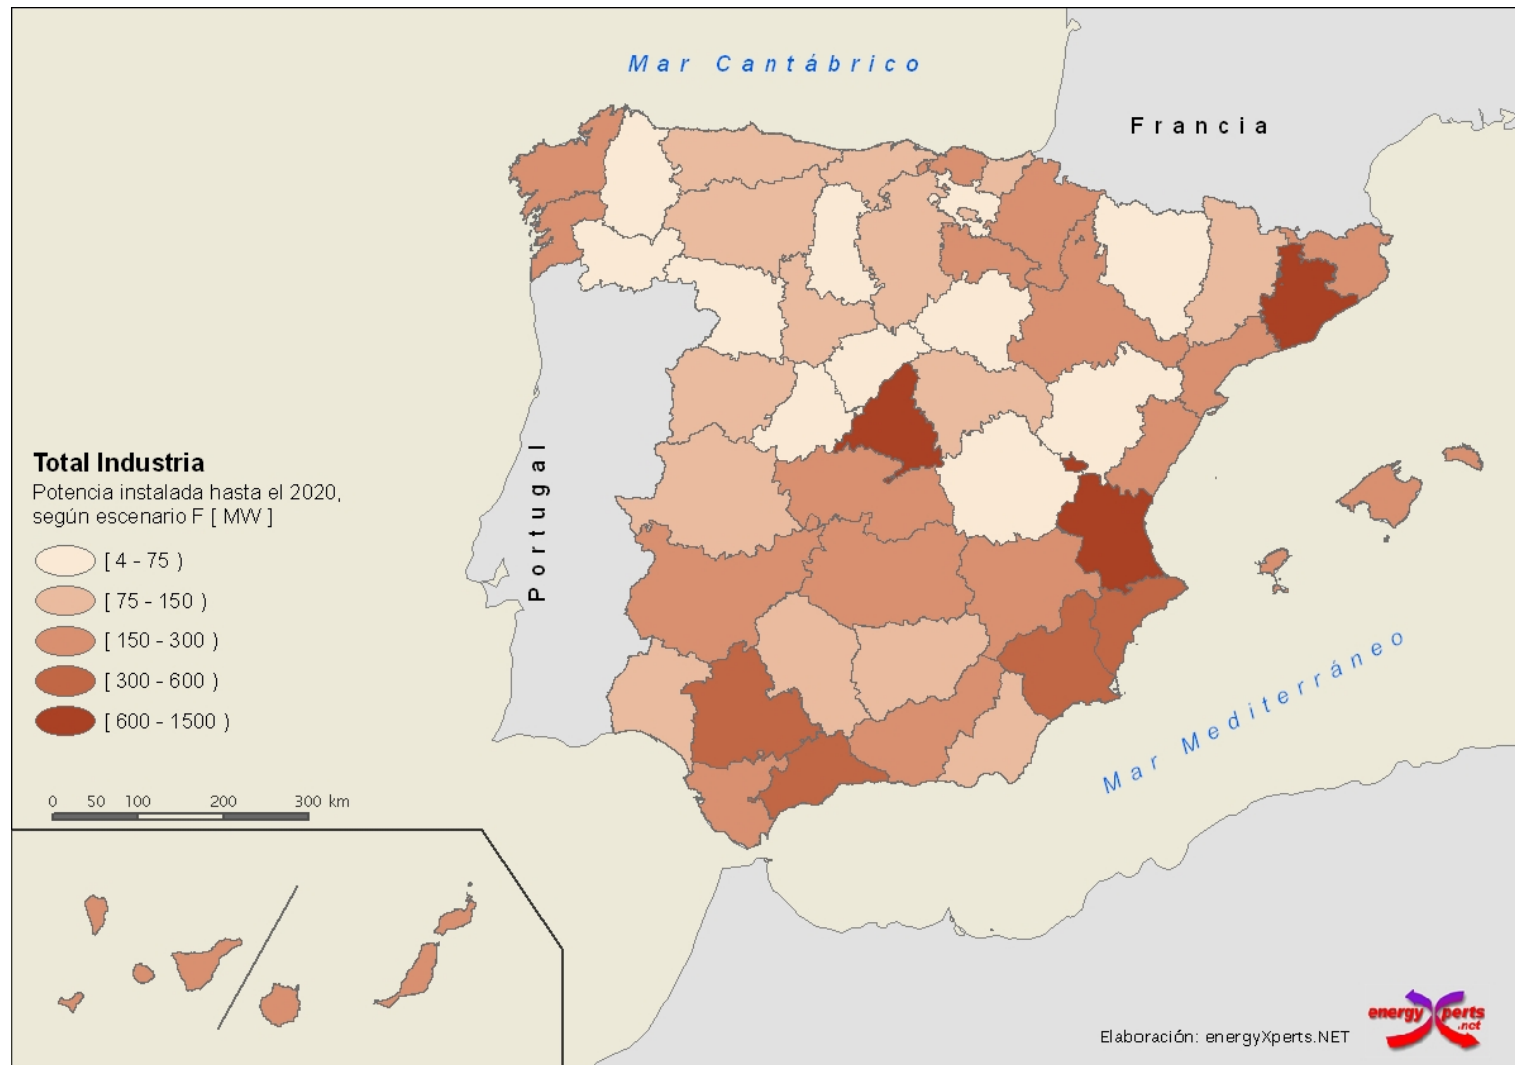 Mar Cantábrico
Francia
Portugal
Mar Mediterráneo
Total Industria
Potencia instalada hasta el 2020,
según escenario F [ MW ]
[ 4 - 75 )
[ 75 - 150 )
[ 150 - 300 )
[ 300 - 600 )
[ 600 - 1500 )
0 50 100 200 300 km
Elaboración: energyXperts.NET
energyXperts
.net